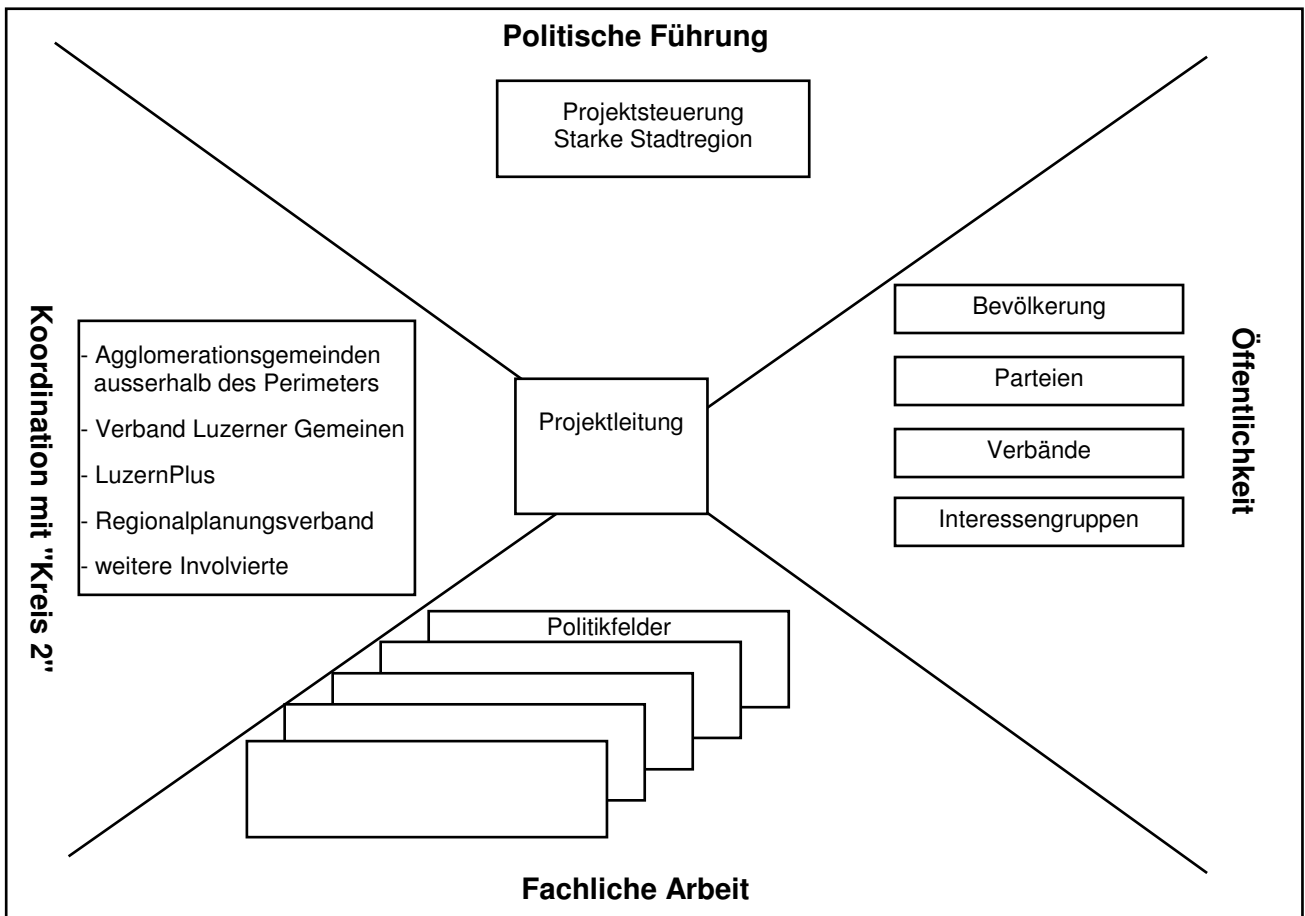 Politische Führung
Projektsteuerung
Starke Stadtregion
Koordination mit "Kreis 2"
- Agglomerationsgemeinden
ausserhalb des Perimeters
- Verband Luzerner Gemeinen
- LuzernPlus
- Regionalplanungsverband
- weitere Involvierte
Projektleitung
Bevölkerung
Parteien
Verbände
Interessengruppen
Öffentlichkeit
Politikfelder
Fachliche Arbeit